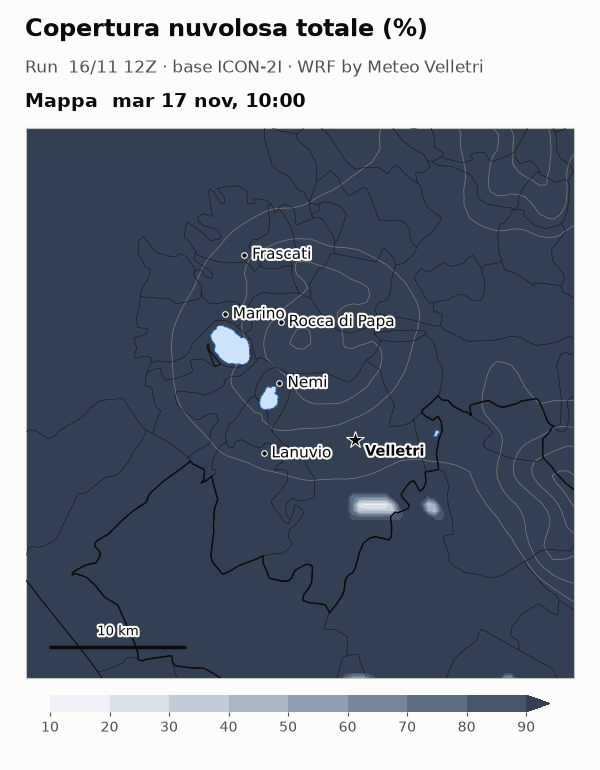 Copertura nuvolosa totale (%)
Run  16/11 12Z · base ICON-2I · WRF by Meteo Velletri
Mappa  mar 17 nov, 10:00
Frascati
Marino
Rocca di Papa
Nemi
Velletri
Lanuvio
10 km
10 20 30 40 50 60 70 80 90